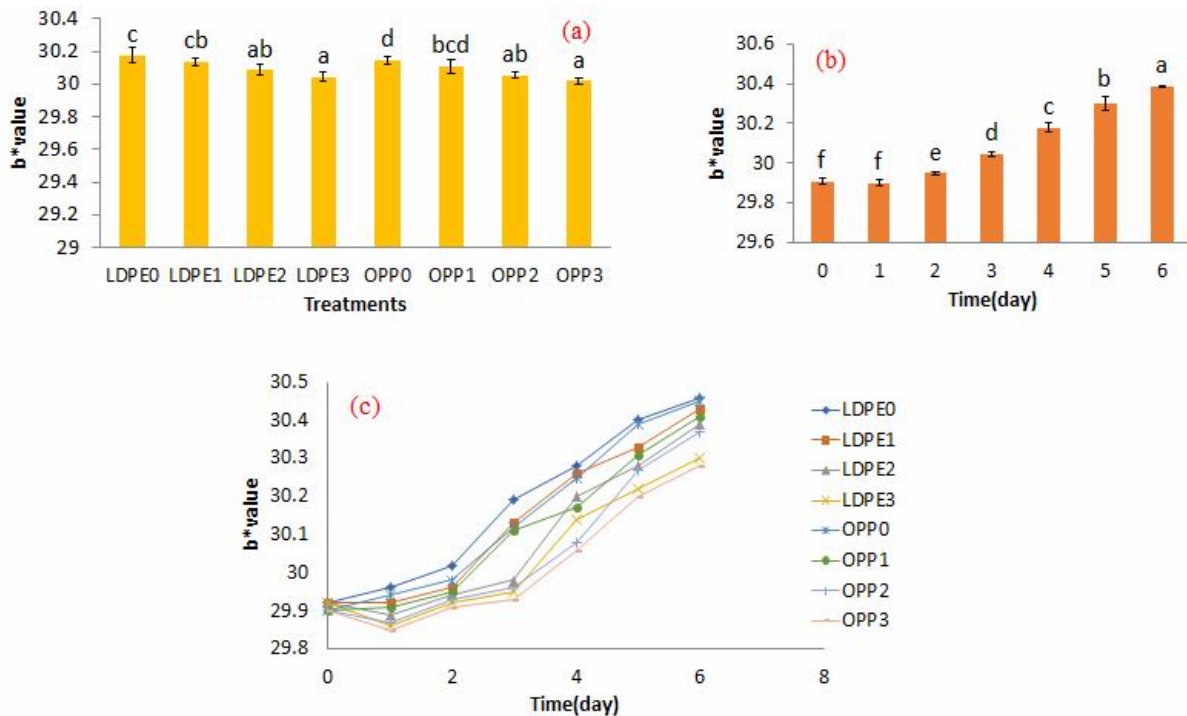 30.4
30.2
30
29.8
29.6
29.4
29.2
29
b*value
c
cb
ab
a
d
bcd
ab
a
(a)
LDPE0 LDPE1 LDPE2 LDPE3 OPP0 OPP1 OPP2 OPP3
Treatments
30.6
30.4
30.2
30
29.8
29.6
b*value
(b)
f
f
e
d
c
b
a
0 1 2 3 4 5 6
Time(day)
30.5
30.4
30.3
30.2
30.1
30
29.9
29.8
b*value
(c)
0 2 4 6 8
Time(day)
LDPE0
LDPE1
LDPE2
LDPE3
OPP0
OPP1
OPP2
OPP3